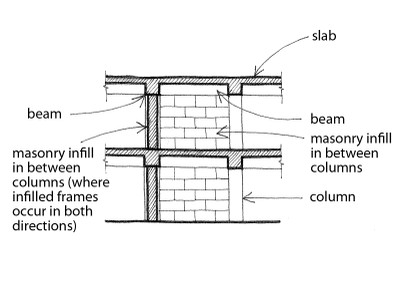 slab
beam
masonry infill
in between
columns (where
infilled frames
occur in both
directions)
beam
masonry infill
in between
columns
column